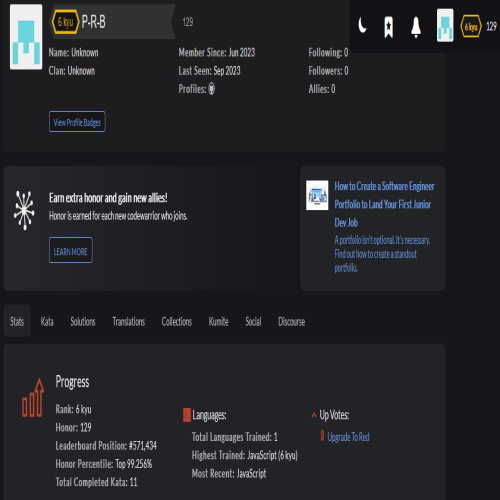 6 kyu P-R-B 129
6 kyu 129
Name: Unknown
Member Since: Jun 2023
Following: 0
Clan: Unknown
Last Seen: Sep 2023
Followers: 0
Profiles:
Allies: 0
View Profile Badges
Earn extra honor and gain new allies!
Honor is earned for each new codewarrior who joins.
LEARN MORE
How to Create a Software Engineer
Portfolio to Land Your First Junior
Dev Job
A portfolio isn't optional. It's necessary.
Find out how to create a standout
portfolio.
Stats Kata Solutions Translations Collections Kumite Social Discourse
Progress
Rank: 6 kyu
Honor: 129
Leaderboard Position: #571,434
Honor Percentile: Top 99.256%
Total Completed Kata: 11
Languages:
Total Languages Trained: 1
Highest Trained: JavaScript (6 kyu)
Most Recent: JavaScript
Up Votes:
Upgrade To Red